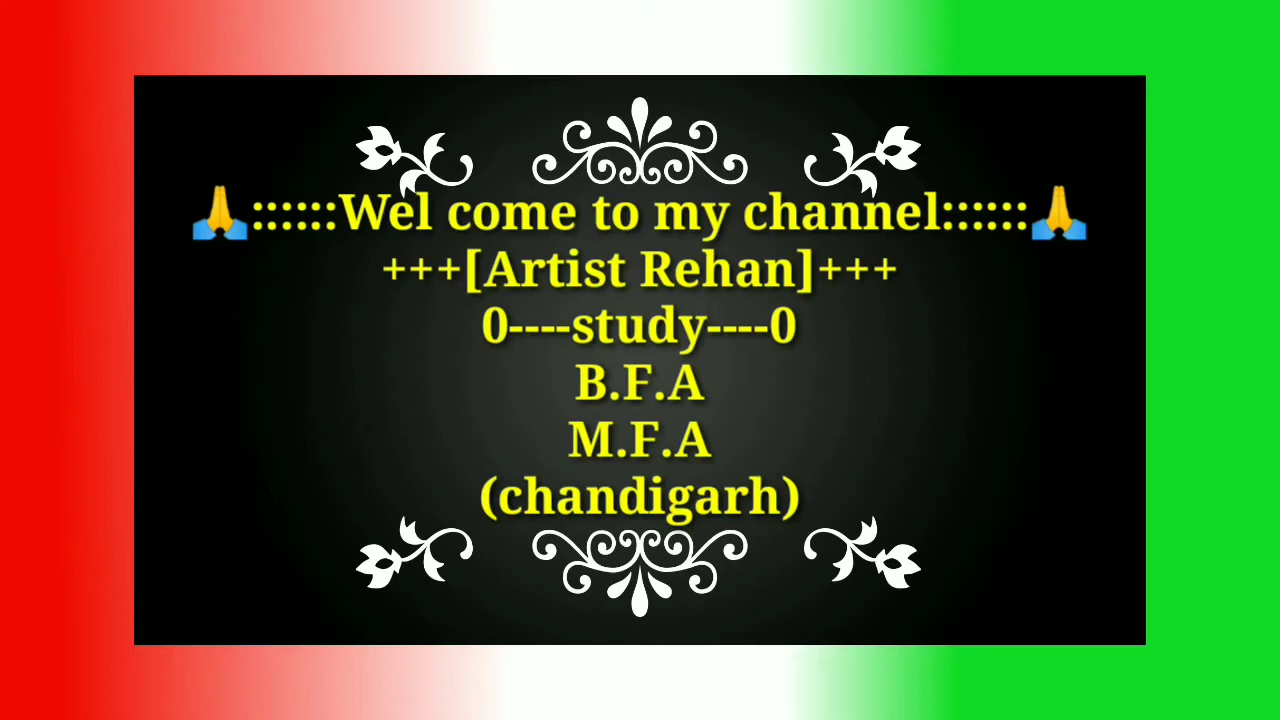 🙏::::::Wel come to my channel::::::🙏
+++[Artist Rehan]+++
0----study----0
B.F.A
M.F.A
(chandigarh)